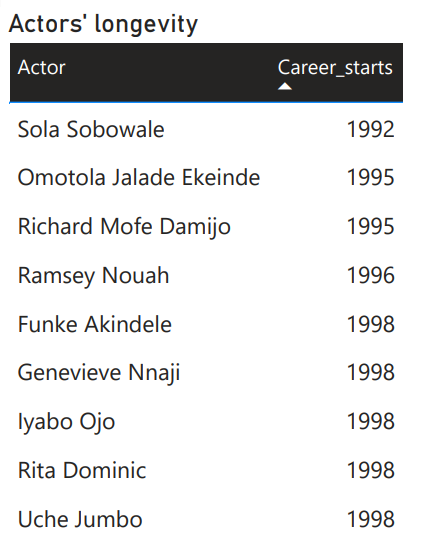 Actors' longevity
Actor Career_starts
Sola Sobowale 1992
Omotola Jalade Ekeinde 1995
Richard Mofe Damijo 1995
Ramsey Nouah 1996
Funke Akindele 1998
Genevieve Nnaji 1998
Iyabo Ojo 1998
Rita Dominic 1998
Uche Jumbo 1998